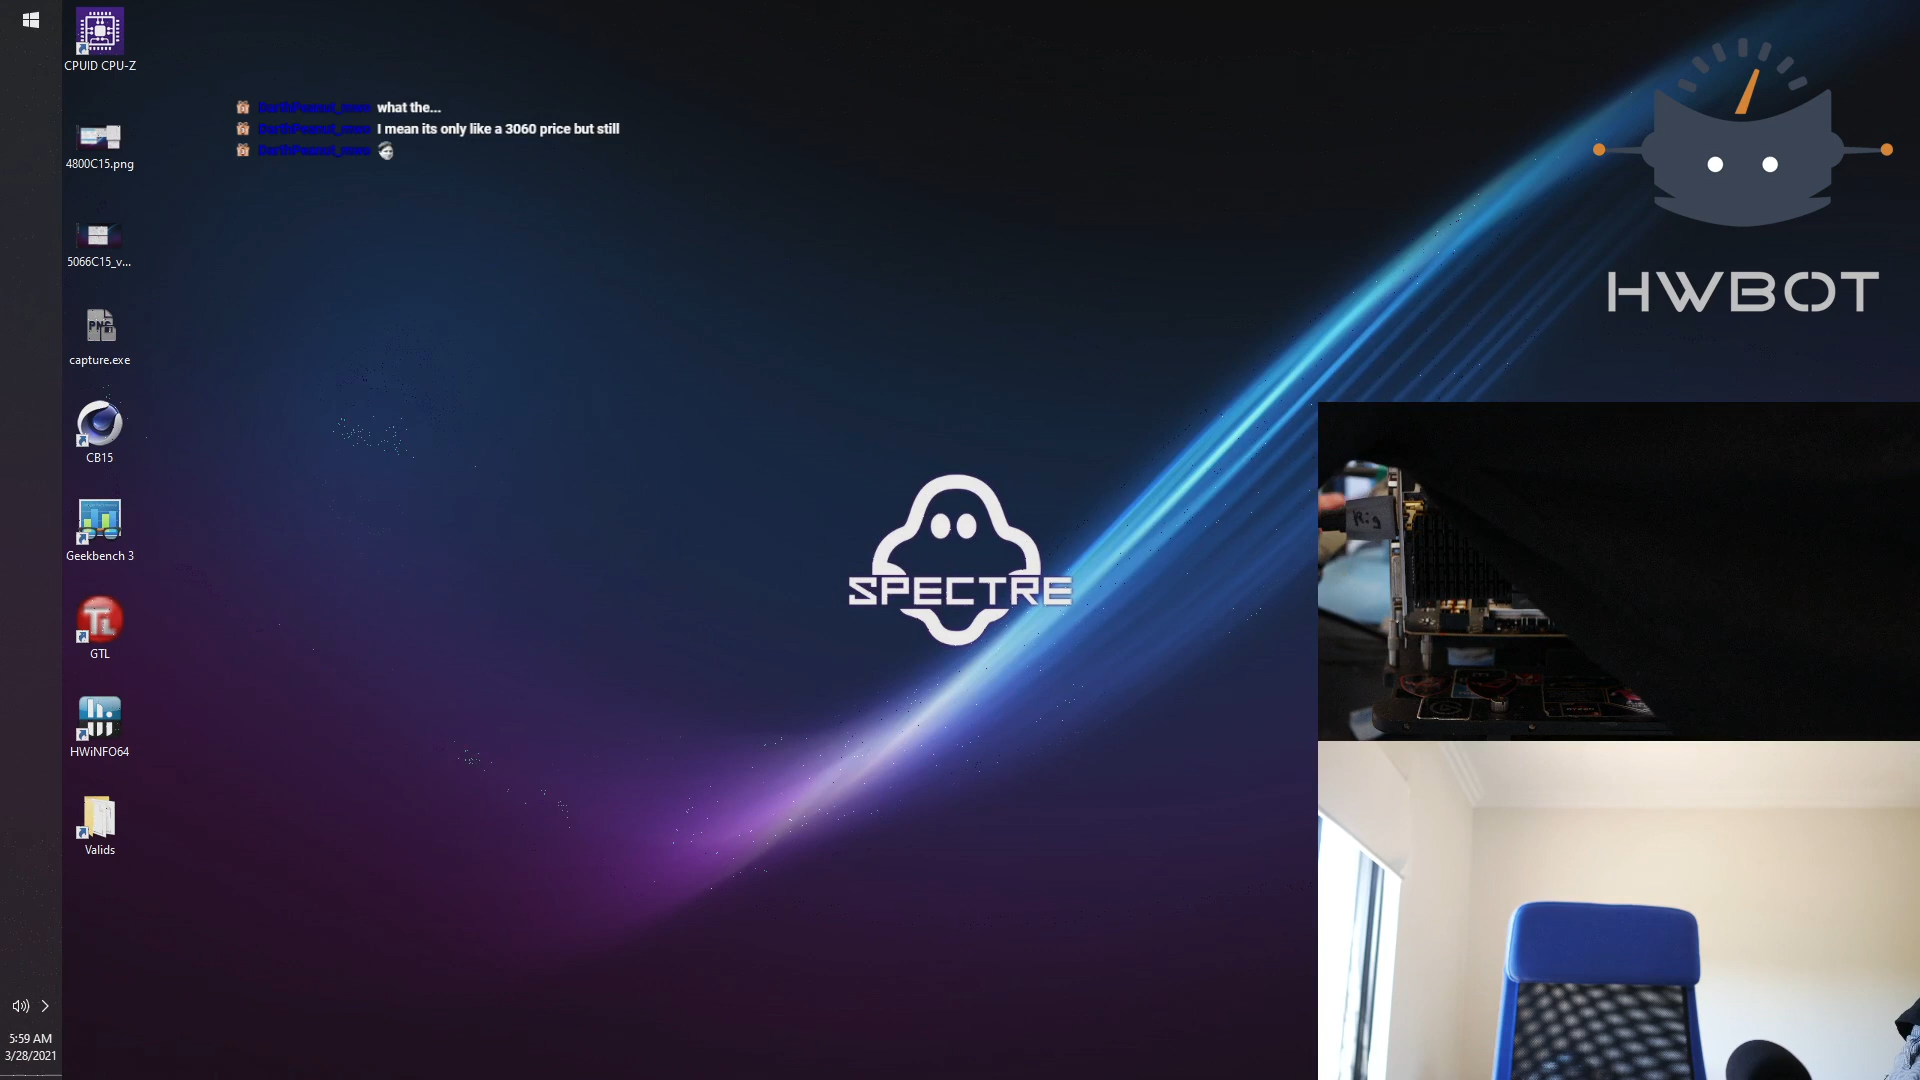 CPUID CPU-Z
4800C15.png
5066C15_v...
capture.exe
CB15
Geekbench 3
GTL
HWiNFO64
Valids
what the...
I mean its only like a 3060 price but still
HWBOT
SPECTRE
Rig
5:59 AM
3/28/2021